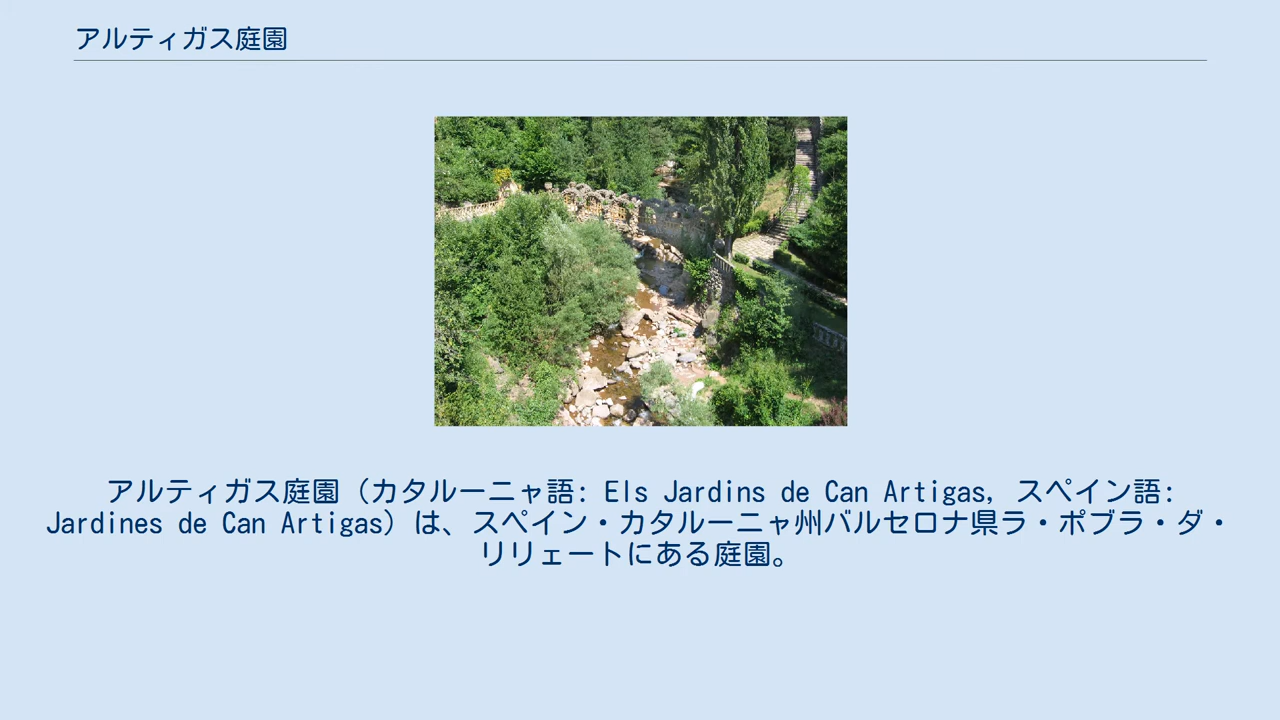 アルティガス庭園
アルティガス庭園（カタルーニャ語: Els Jardins de Can Artigas, スペイン語:
Jardines de Can Artigas）は、スペイン・カタルーニャ州バルセロナ県ラ・ポブラ・ダ・
リリェートにある庭園。